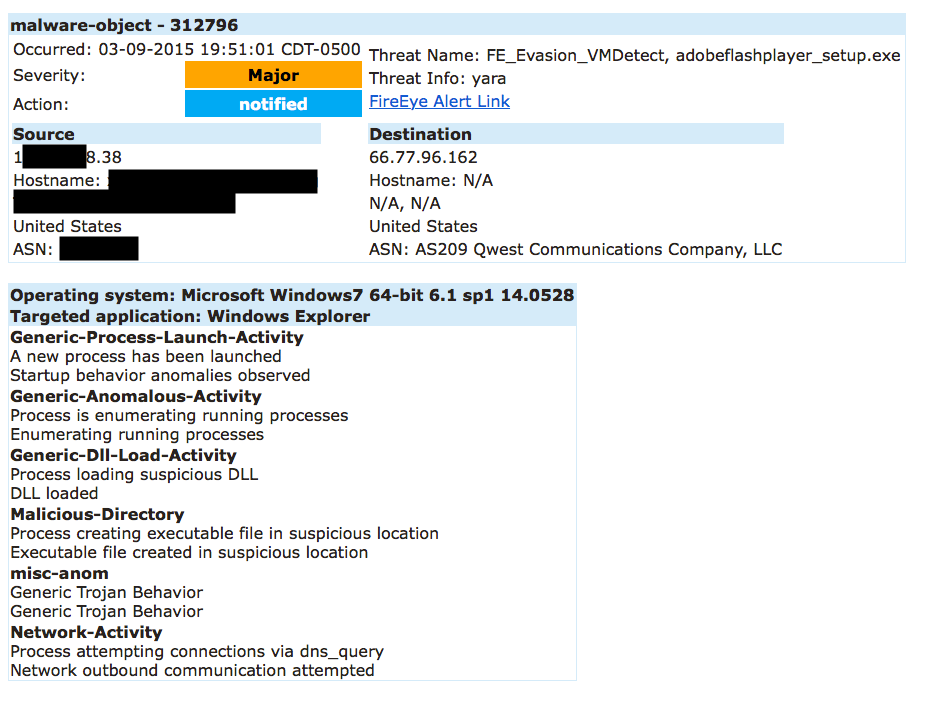 malware-object - 312796
Occurred: 03-09-2015 19:51:01 CDT-0500
Threat Name: FE_Evasion_VMDetect, adobeflashplayer_setup.exe
Severity: Major
Threat Info: yara
Action: notified
FireEye Alert Link
Source
1 8.38
Hostname:
United States
ASN:
Destination
66.77.96.162
Hostname: N/A
N/A, N/A
United States
ASN: AS209 Qwest Communications Company, LLC
Operating system: Microsoft Windows7 64-bit 6.1 sp1 14.0528
Targeted application: Windows Explorer
Generic-Process-Launch-Activity
A new process has been launched
Startup behavior anomalies observed
Generic-Anomalous-Activity
Process is enumerating running processes
Enumerating running processes
Generic-Dll-Load-Activity
Process loading suspicious DLL
DLL loaded
Malicious-Directory
Process creating executable file in suspicious location
Executable file created in suspicious location
misc-anom
Generic Trojan Behavior
Generic Trojan Behavior
Network-Activity
Process attempting connections via dns_query
Network outbound communication attempted